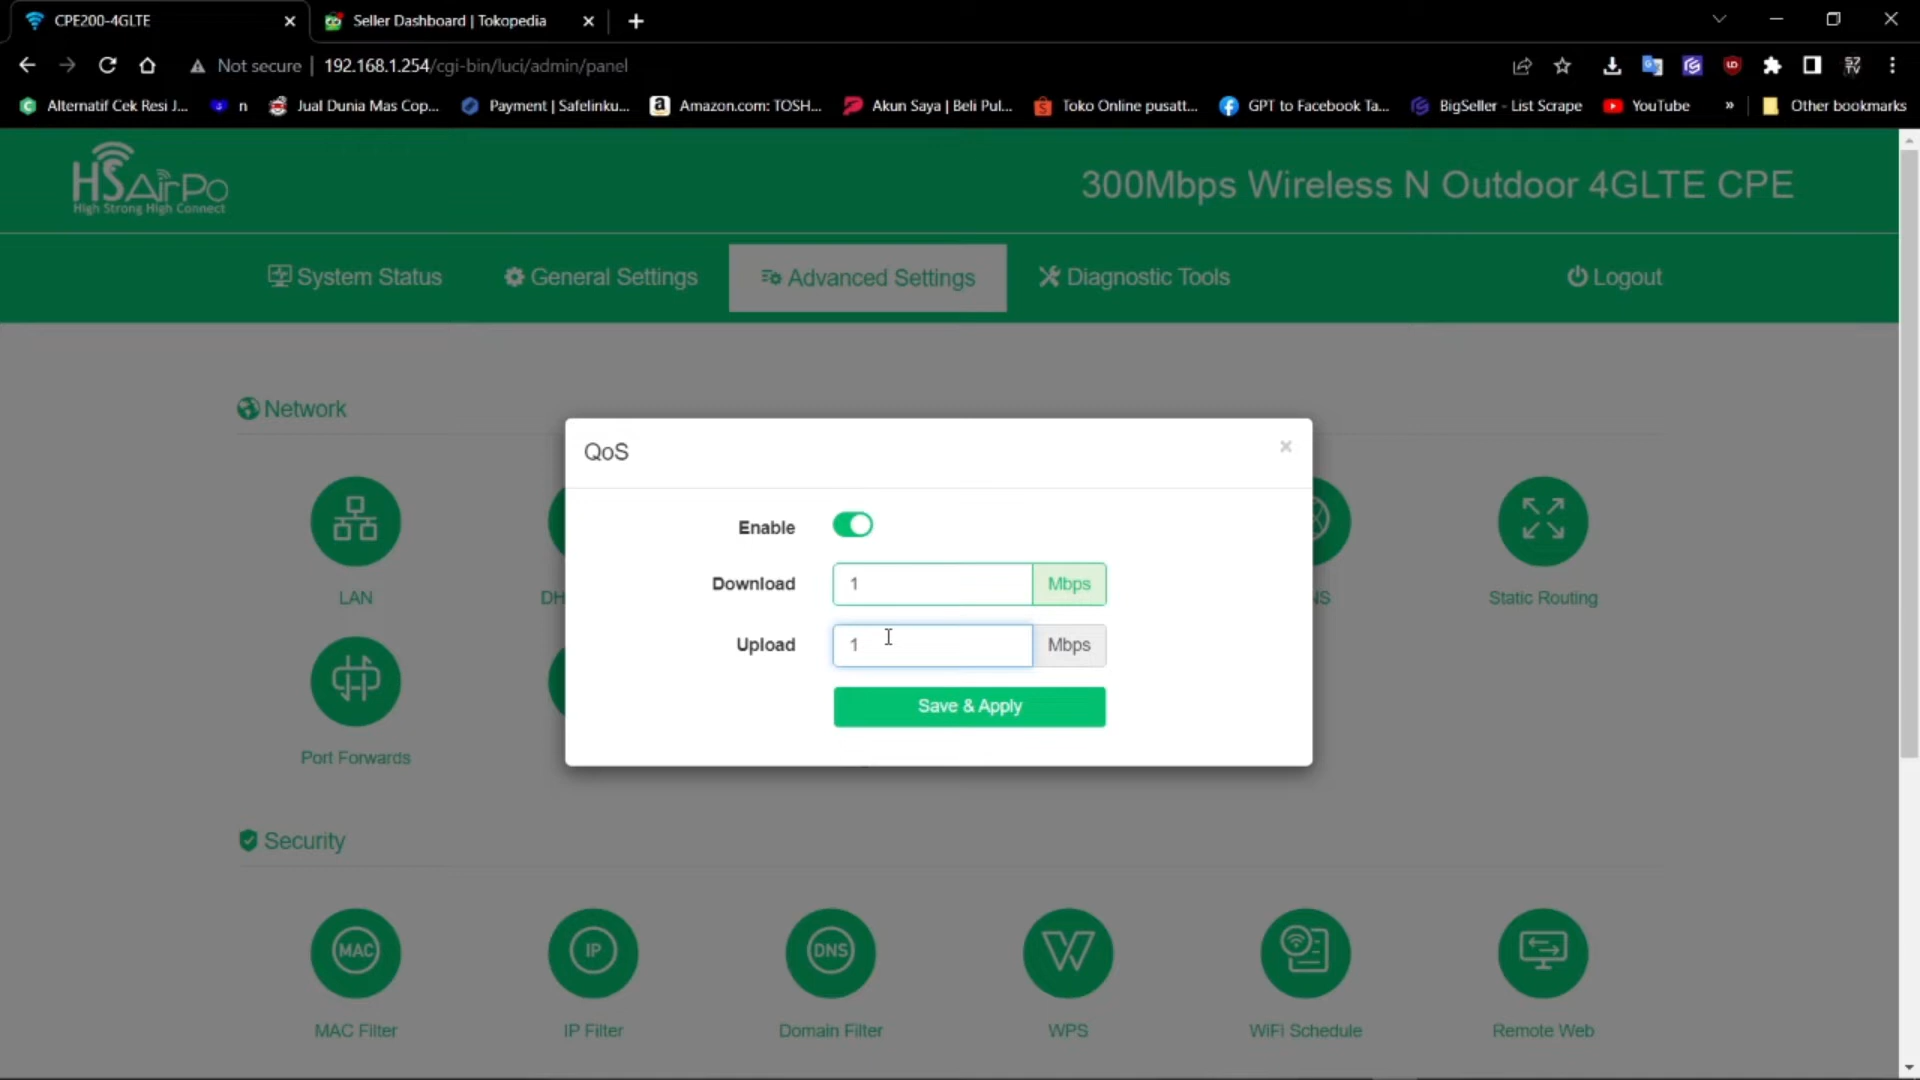 CPE200-4GLTE
Seller Dashboard | Tokopedia
Not secure | 192.168.1.254/cgi-bin/luci/admin/panel
Alternatif Cek Resi J... n Jual Dunia Mas Cop... Payment | Safelinku... Amazon.com: TOSH... Akun Saya | Beli Pul... Toko Online pusatt... GPT to Facebook Ta... BigSeller - List Scrape YouTube » Other bookmarks
HSAirPo
High Strong High Connect
300Mbps Wireless N Outdoor 4GLTE CPE
System Status General Settings Advanced Settings Diagnostic Tools Logout
Network
QoS
Enable
Download 1 Mbps
Upload 1 Mbps
Save & Apply
LAN
DH
NS
Static Routing
Port Forwards
Security
MAC
IP
DNS
MAC Filter
IP Filter
Domain Filter
WPS
WiFi Schedule
Remote Web